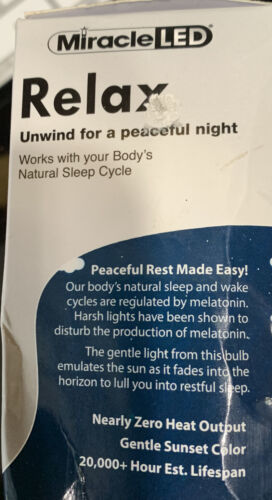 MiracleLED®
Relax
Unwind for a peaceful night
Works with your Body's
Natural Sleep Cycle
Peaceful Rest Made Easy!
Our body's natural sleep and wake
cycles are regulated by melatonin.
Harsh lights have been shown to
disturb the production of melatonin.
The gentle light from this bulb
emulates the sun as it fades into the
horizon to lull you into restful sleep.
Nearly Zero Heat Output
Gentle Sunset Color
20,000+ Hour Est. Lifespan